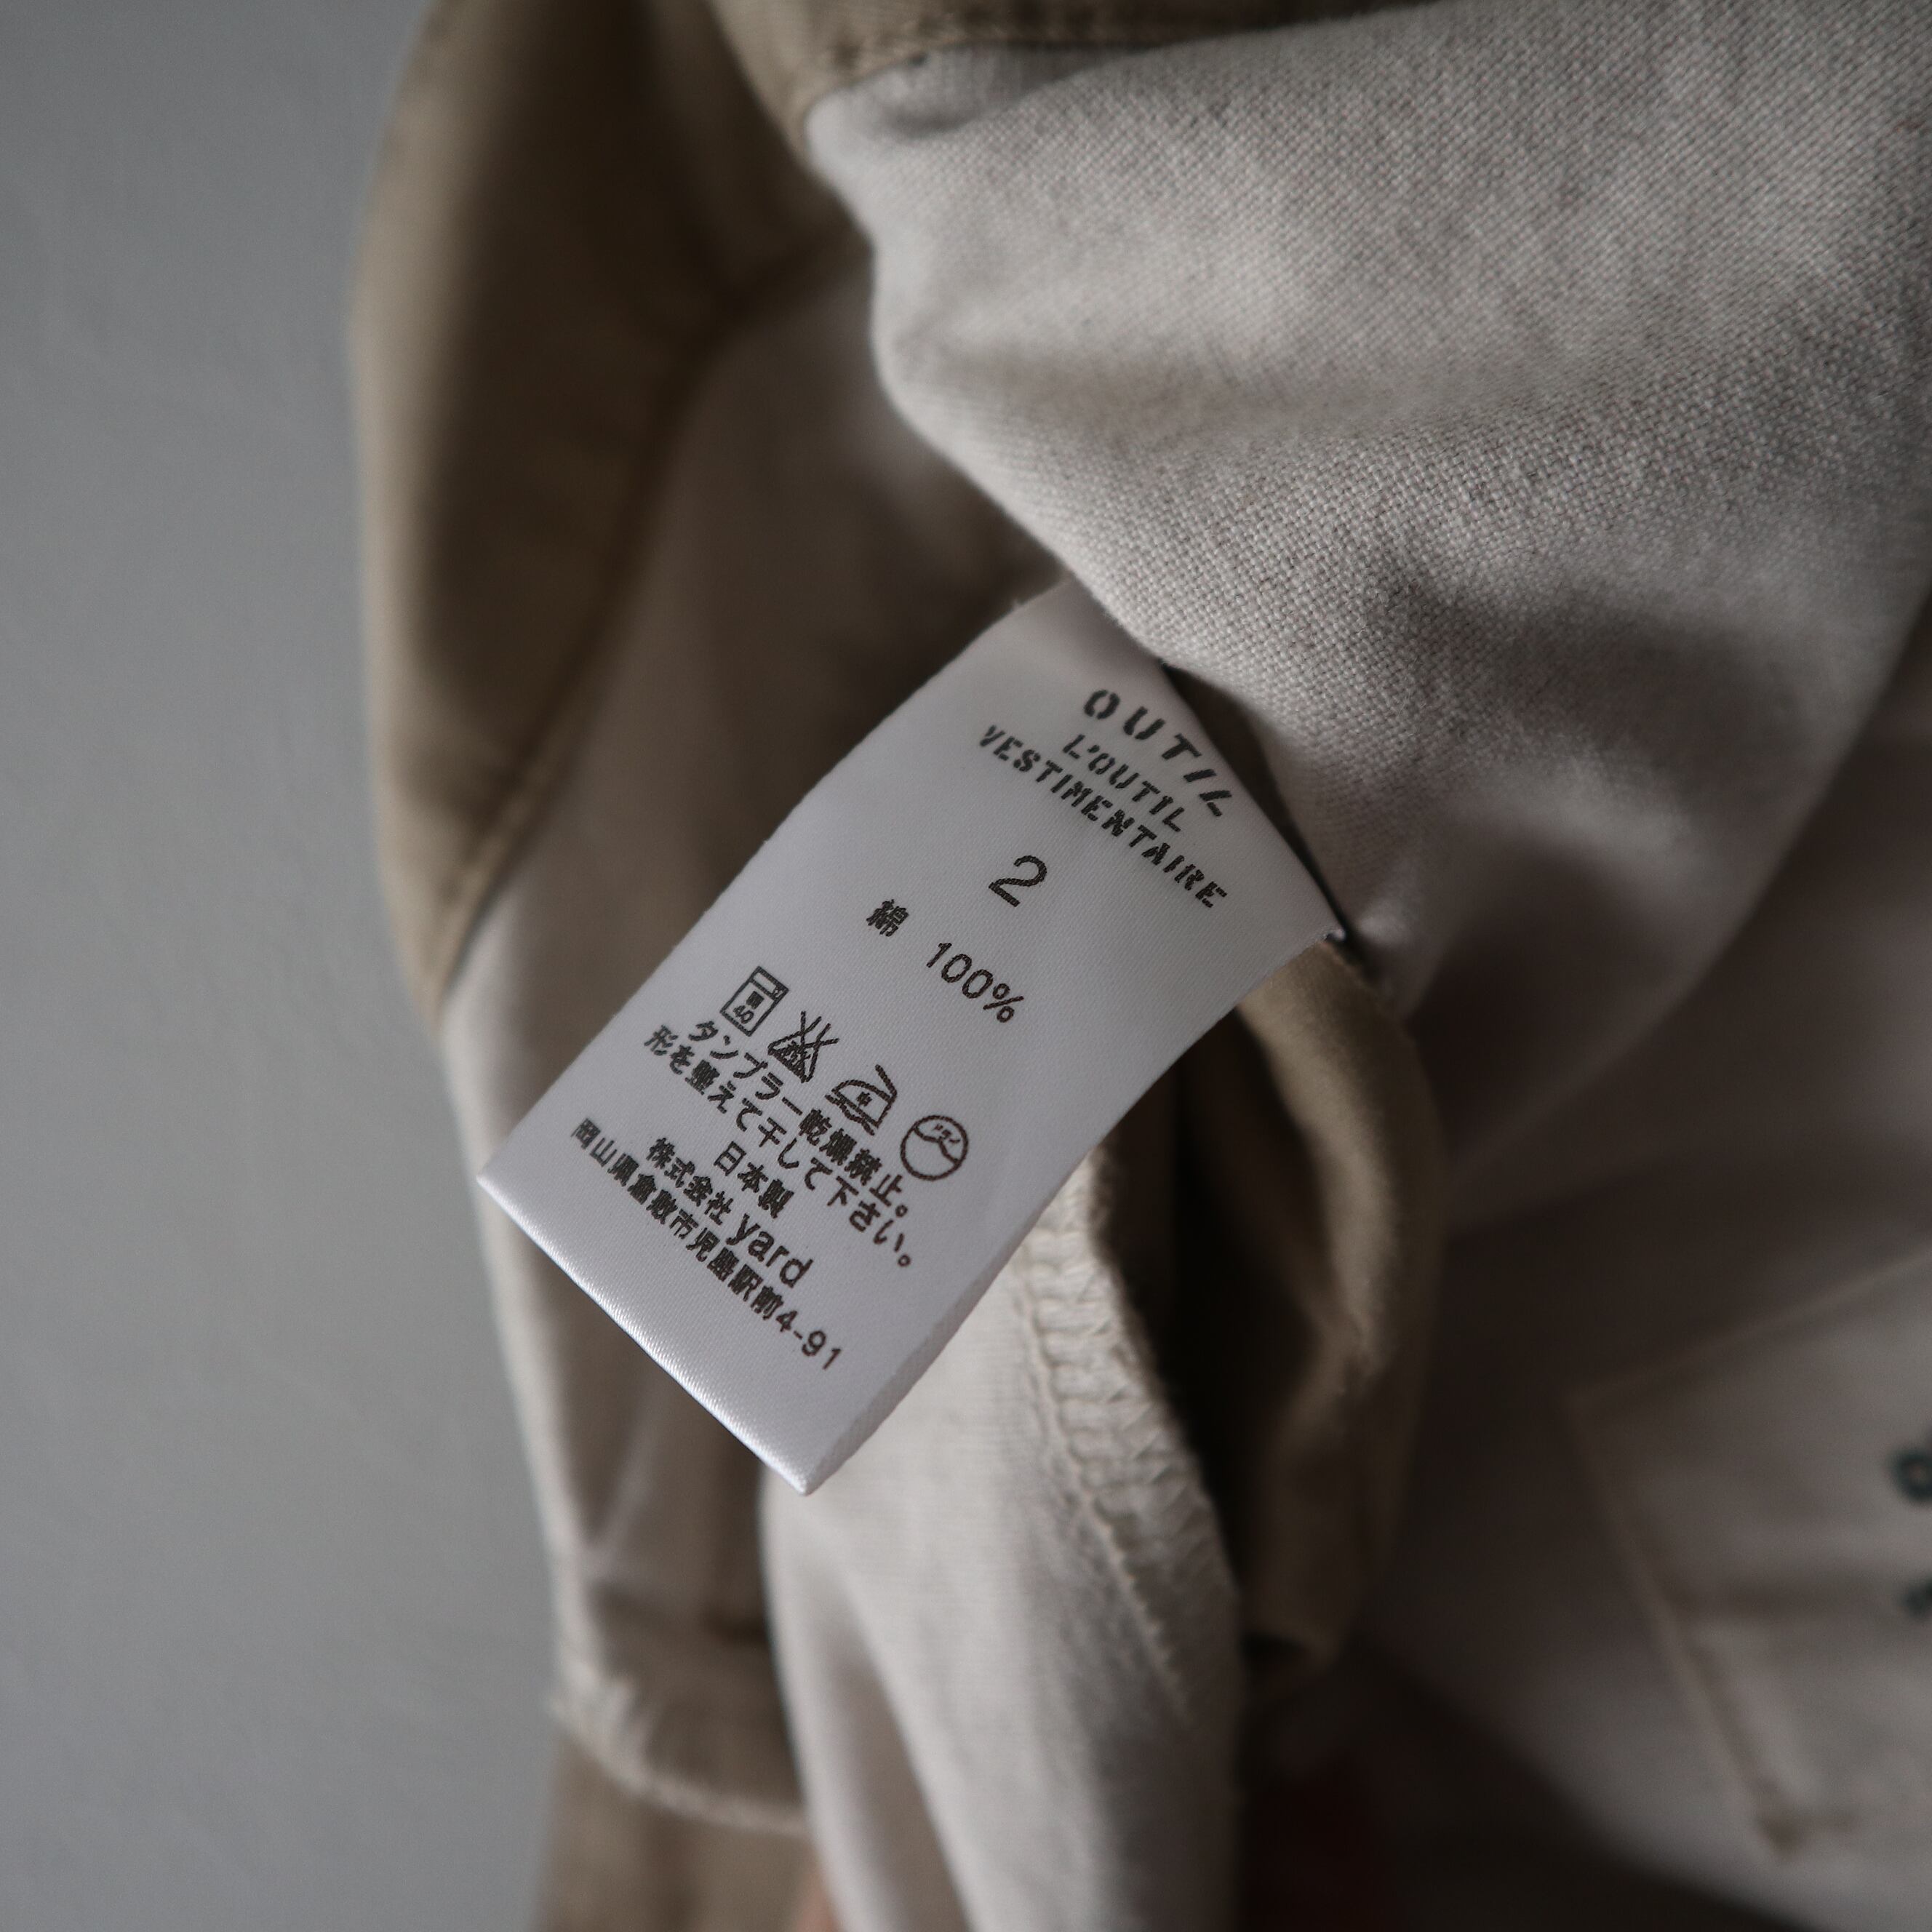 OUTIL
L'OUTIL
VESTIMENTAIRE
2
綿 100%
40
タンブラー乾燥禁止。
形を整えて干して下さい。
日本製
株式会社 yard
岡山県倉敷市児島駅前4-91